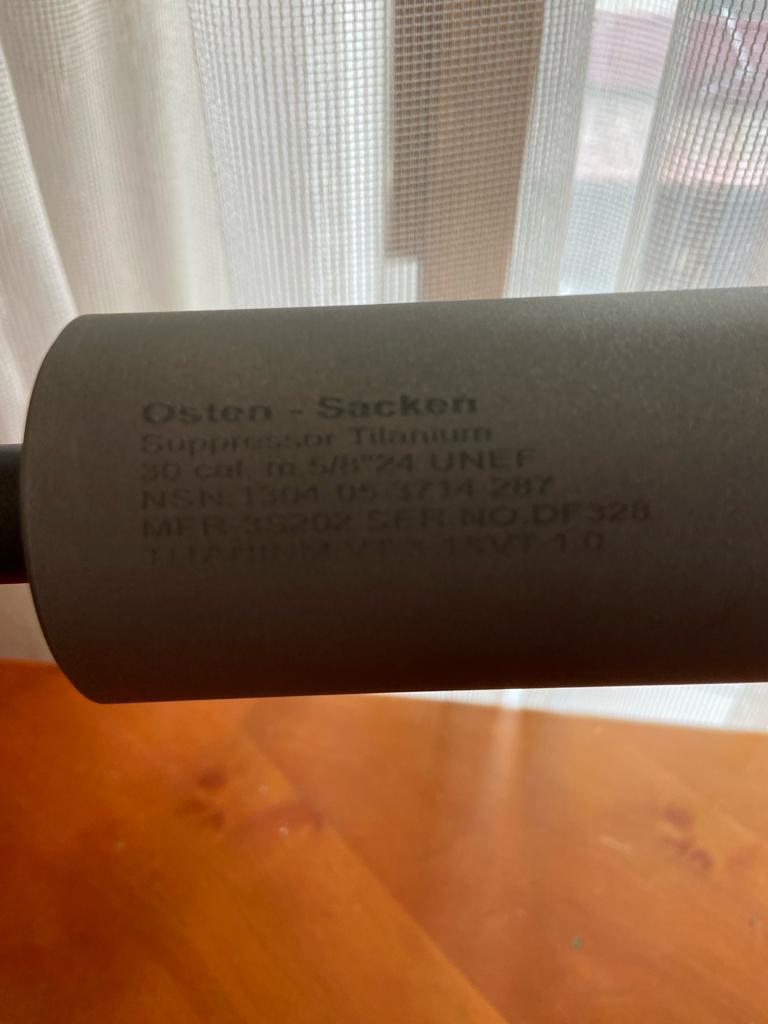 Osten - Sacken
Suppressor Titanium
30 cal. m.5/8"24 UNEF
NSN:1304-05-3714-287
MFR-3S202 SER.NO.DF328
TITANIUM